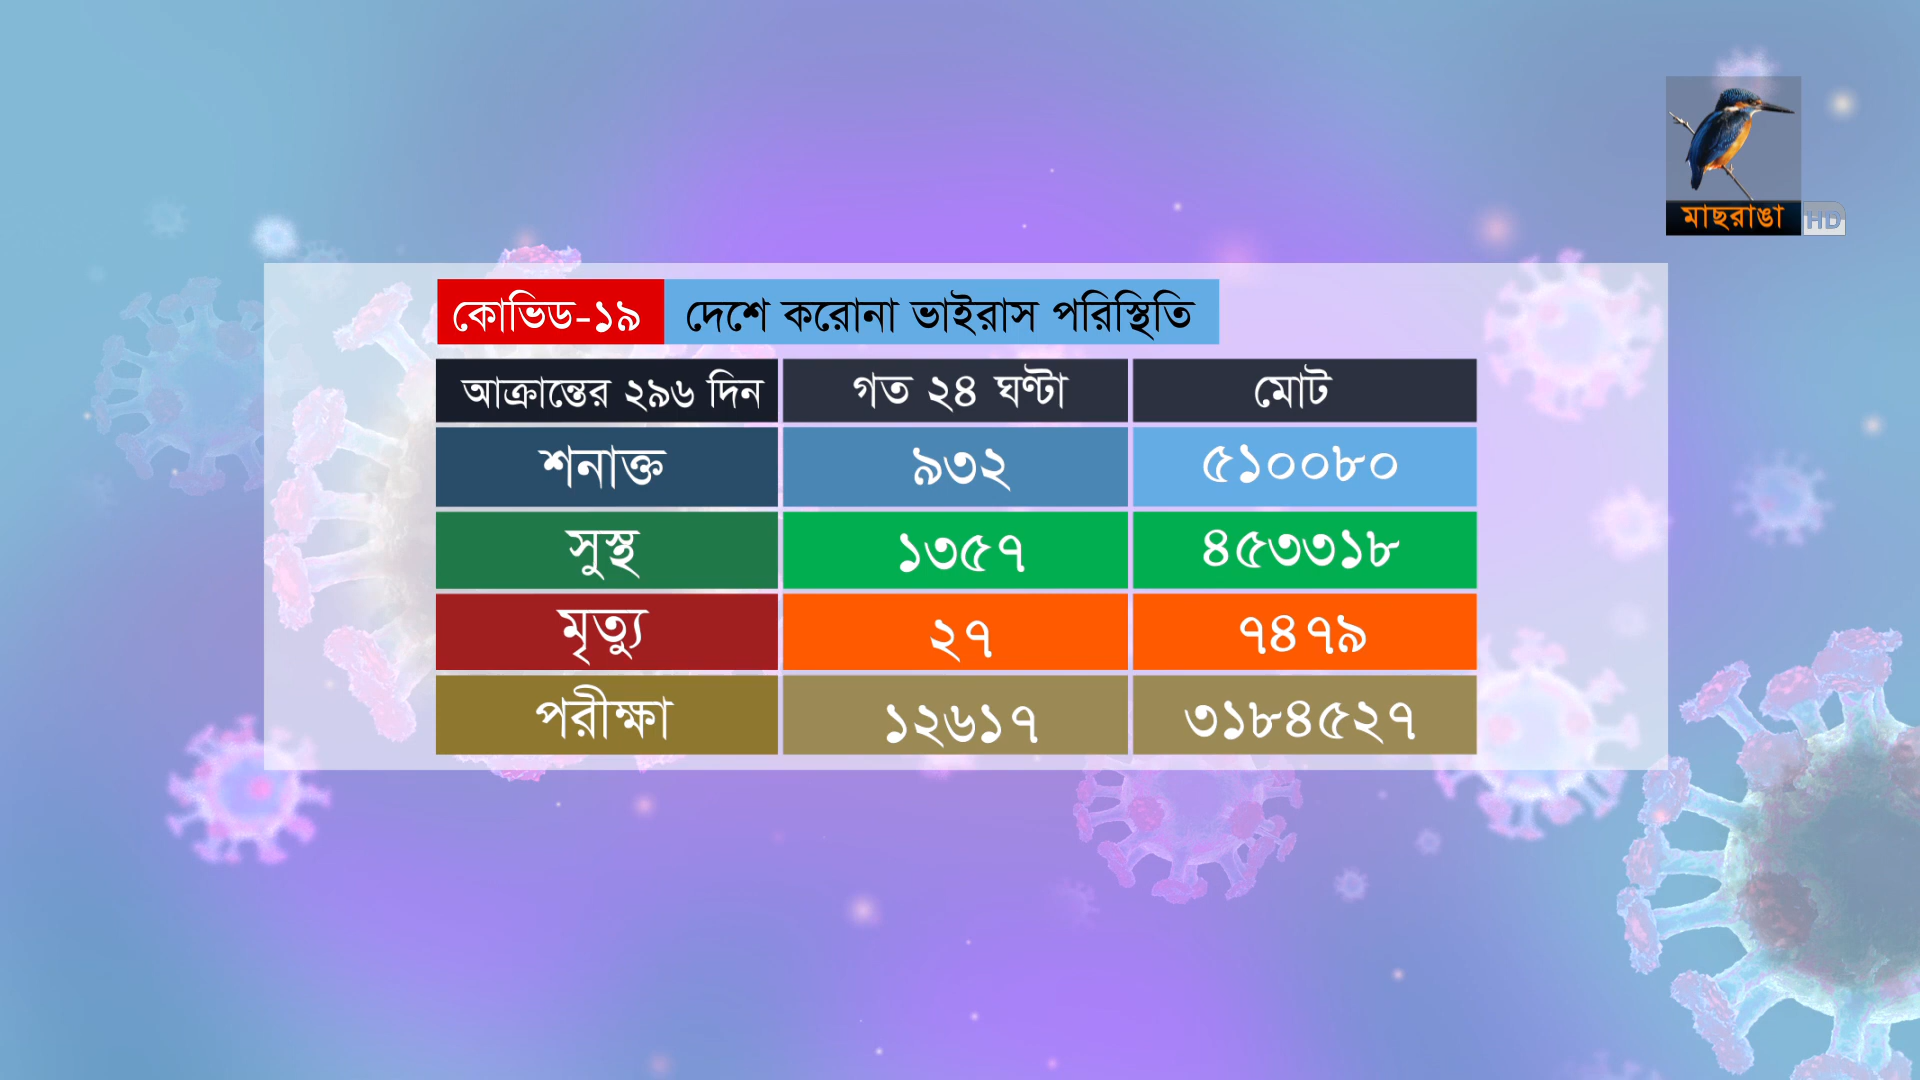 মাছরাঙা HD
কোভিড-১৯ দেশে করোনা ভাইরাস পরিস্থিতি
আক্রান্তের ২৯৬ দিন গত ২৪ ঘণ্টা মোট
শনাক্ত ৯৩২ ৫১০০৮০
সুস্থ ১৩৫৭ ৪৫৩৩১৮
মৃত্যু ২৭ ৭৪৭৯
পরীক্ষা ১২৬১৭ ৩১৮৪৫২৭